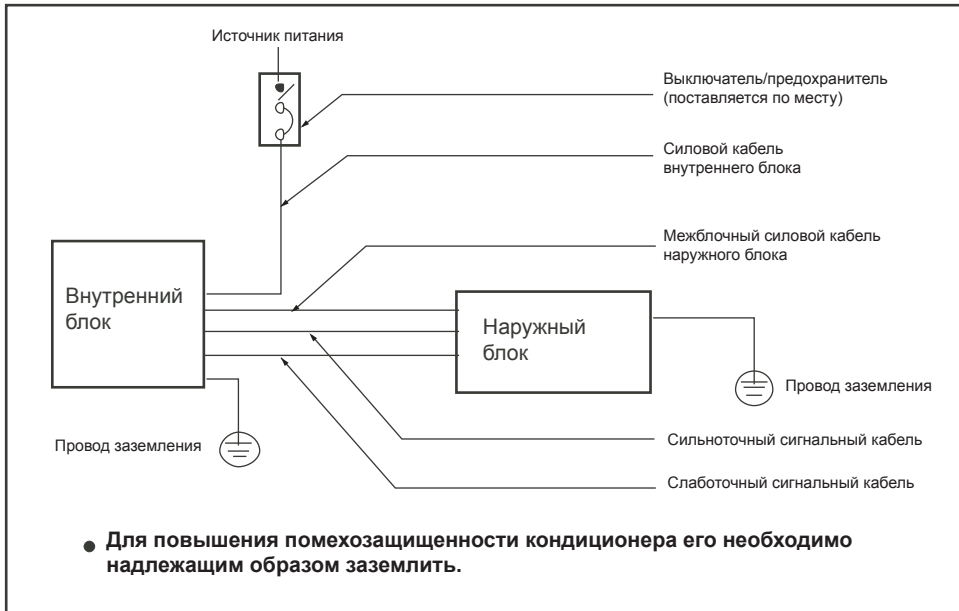 Источник питания
Выключатель/предохранитель
(поставляется по месту)
Силовой кабель
внутреннего блока
Межблочный силовой кабель
наружного блока
Внутренний
блок
Наружный
блок
Провод заземления
Провод заземления
Сильноточный сигнальный кабель
Слаботочный сигнальный кабель
● Для повышения помехозащищенности кондиционера его необходимо
надлежащим образом заземлить.